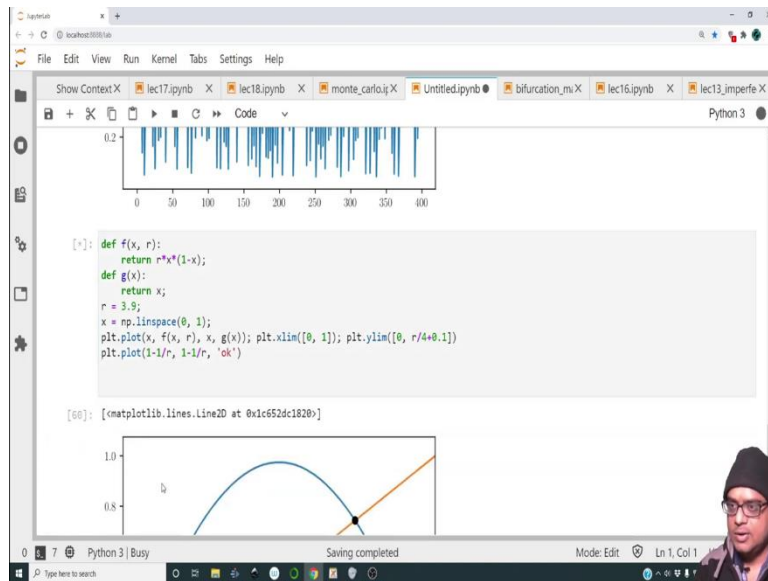 JupyterLab
localhost:8888/lab
File Edit View Run Kernel Tabs Settings Help
Show Context X lec17.ipynb X lec18.ipynb X monte_carlo.ip X Untitled.ipynb bifurcation_m X lec16.ipynb X lec13_imperfe X
Code Python 3
0.2
0 50 100 150 200 250 300 350 400
[*]: def f(x, r):
return r*x*(1-x);
def g(x):
return x;
r = 3.9;
x = np.linspace(0, 1);
plt.plot(x, f(x, r), x, g(x)); plt.xlim([0, 1]); plt.ylim([0, r/4+0.1])
plt.plot(1-1/r, 1-1/r, 'ok')
[60]: [<matplotlib.lines.Line2D at 0x1c652dc1820>]
1.0
0.8
0 7 Python 3 | Busy Saving completed Mode: Edit Ln 1, Col 1
Type here to search